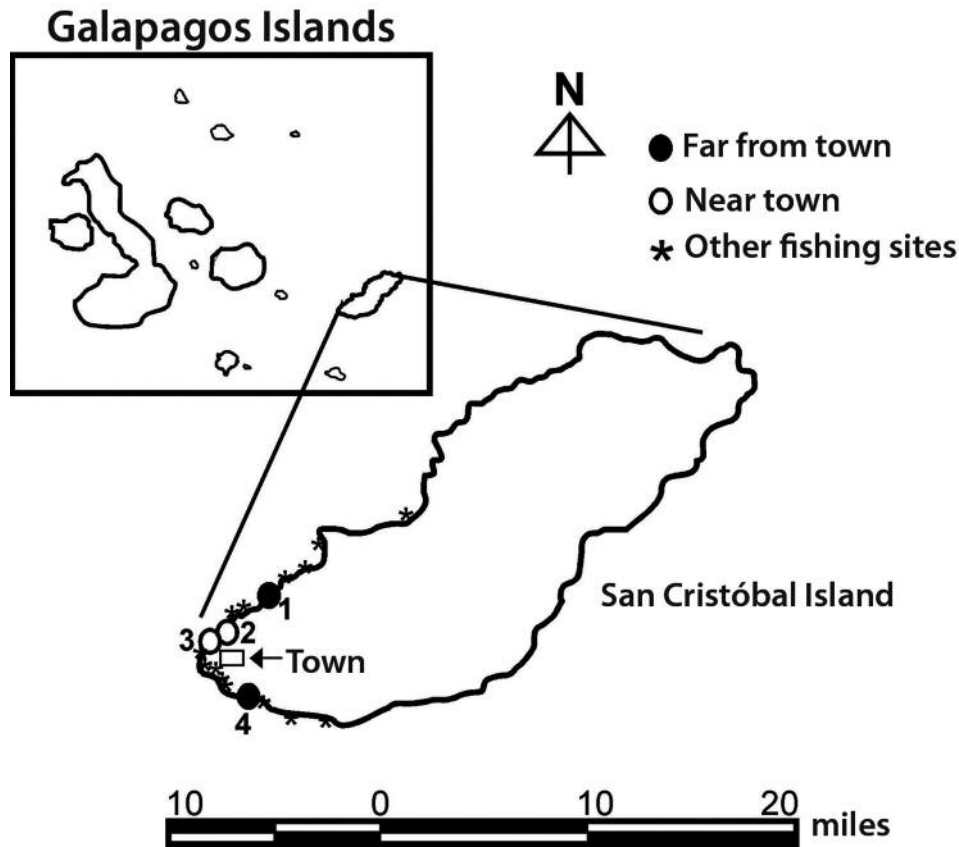 Galapagos Islands
N
Far from town
Near town
* Other fishing sites
San Cristóbal Island
1
2
3
Town
4
10 0 10 20
miles